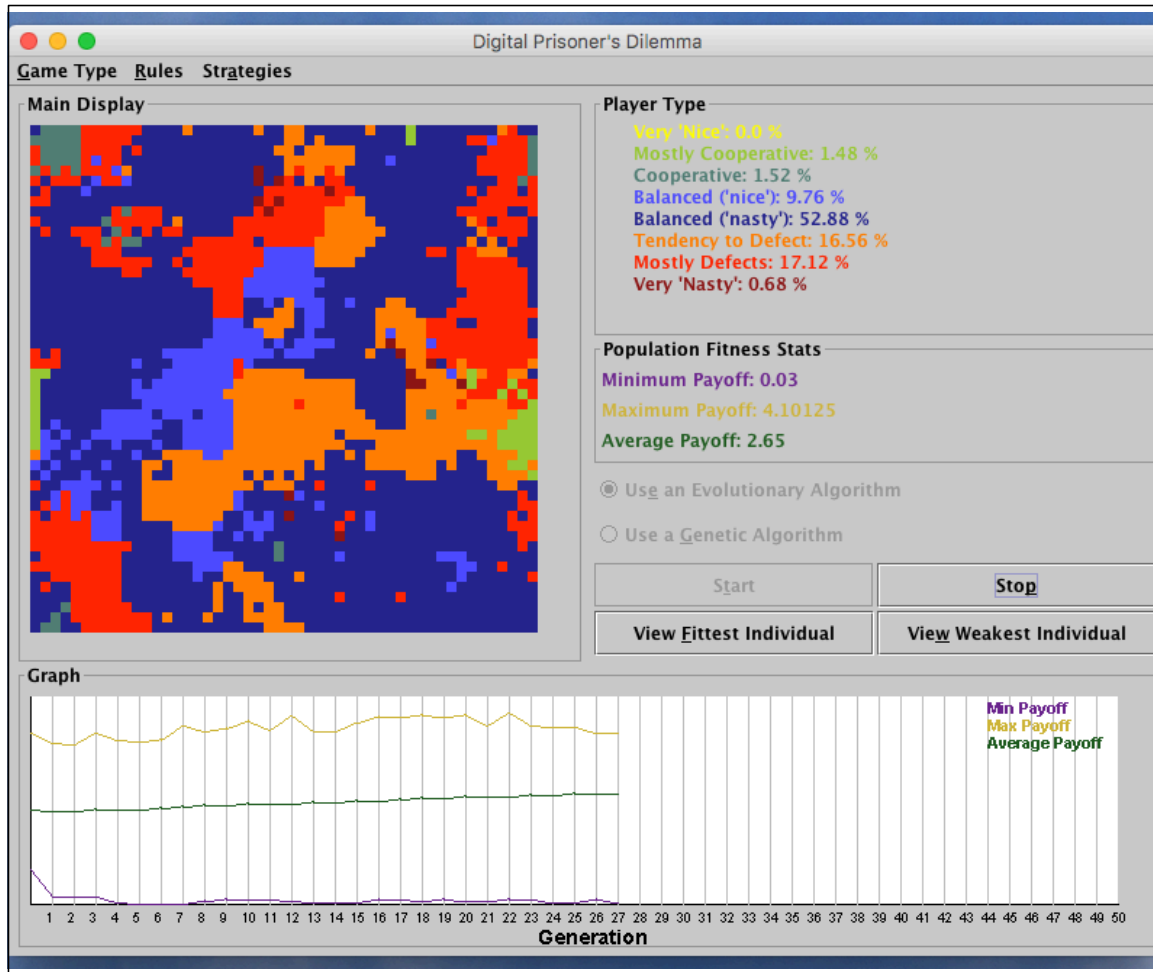 Digital Prisoner's Dilemma
Game Type Rules Strategies
Main Display
Player Type
Very 'Nice': 0.0 %
Mostly Cooperative: 1.48 %
Cooperative: 1.52 %
Balanced ('nice'): 9.76 %
Balanced ('nasty'): 52.88 %
Tendency to Defect: 16.56 %
Mostly Defects: 17.12 %
Very 'Nasty': 0.68 %
Population Fitness Stats
Minimum Payoff: 0.03
Maximum Payoff: 4.10125
Average Payoff: 2.65
Use an Evolutionary Algorithm
Use a Genetic Algorithm
Start
Stop
View Fittest Individual
View Weakest Individual
Graph
Min Payoff
Max Payoff
Average Payoff
1 2 3 4 5 6 7 8 9 10 11 12 13 14 15 16 17 18 19 20 21 22 23 24 25 26 27 28 29 30 31 32 33 34 35 36 37 38 39 40 41 42 43 44 45 46 47 48 49 50
Generation